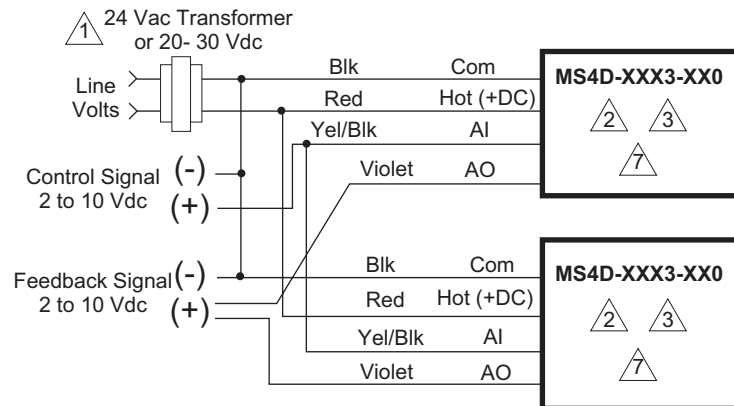 1
24 Vac Transformer
or 20- 30 Vdc
Line
Volts
Blk Com
Red Hot (+DC)
Yel/Blk AI
Violet AO
MS4D-XXX3-XX0
2 3
7
Control Signal (-)
2 to 10 Vdc (+)
Feedback Signal (-)
2 to 10 Vdc (+)
Blk Com
Red Hot (+DC)
Yel/Blk AI
Violet AO
MS4D-XXX3-XX0
2 3
7